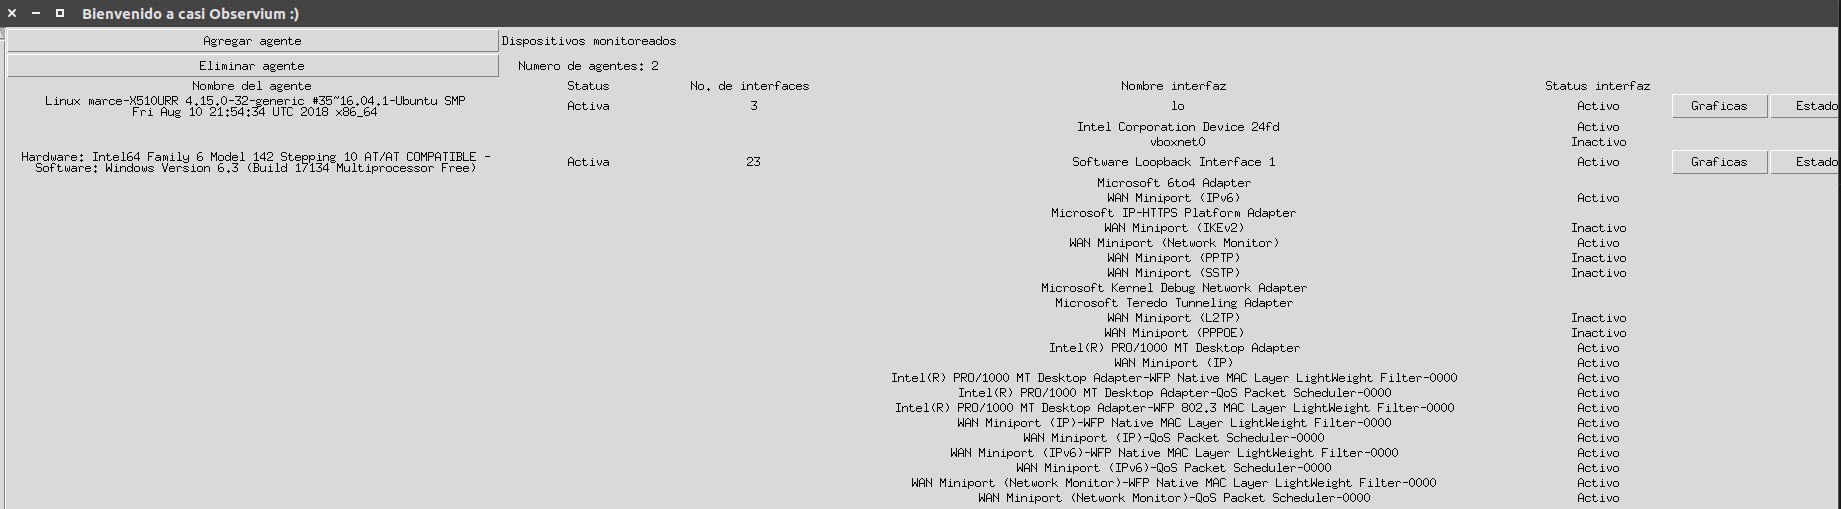 Bienvenido a casi Observium :)
Agregar agente Dispositivos monitoreados
Eliminar agente Numero de agentes: 2
Nombre del agente Status No. de interfaces Nombre interfaz Status interfaz
Linux marce-X510URR 4.15.0-32-generic #35~16.04.1-Ubuntu SMP
Fri Aug 10 21:54:34 UTC 2018 x86_64 Activa 3 lo Activo Graficas Estado
Intel Corporation Device 24fd Activo
vboxnet0 Inactivo
Hardware: Intel64 Family 6 Model 142 Stepping 10 AT/AT COMPATIBLE -
Software: Windows Version 6.3 (Build 17134 Multiprocessor Free) Activa 23 Software Loopback Interface 1 Activo Graficas Estado
Microsoft 6to4 Adapter
WAN Miniport (IPv6) Activo
Microsoft IP-HTTPS Platform Adapter
WAN Miniport (IKEv2) Inactivo
WAN Miniport (Network Monitor) Activo
WAN Miniport (PPTP) Inactivo
WAN Miniport (SSTP) Inactivo
Microsoft Kernel Debug Network Adapter
Microsoft Teredo Tunneling Adapter
WAN Miniport (L2TP) Inactivo
WAN Miniport (PPPOE) Inactivo
Intel(R) PRO/1000 MT Desktop Adapter Activo
WAN Miniport (IP) Activo
Intel(R) PRO/1000 MT Desktop Adapter-WFP Native MAC Layer LightWeight Filter-0000 Activo
Intel(R) PRO/1000 MT Desktop Adapter-QoS Packet Scheduler-0000 Activo
Intel(R) PRO/1000 MT Desktop Adapter-WFP 802.3 MAC Layer LightWeight Filter-0000 Activo
WAN Miniport (IP)-WFP Native MAC Layer LightWeight Filter-0000 Activo
WAN Miniport (IP)-QoS Packet Scheduler-0000 Activo
WAN Miniport (IPv6)-WFP Native MAC Layer LightWeight Filter-0000 Activo
WAN Miniport (IPv6)-QoS Packet Scheduler-0000 Activo
WAN Miniport (Network Monitor)-WFP Native MAC Layer LightWeight Filter-0000 Activo
WAN Miniport (Network Monitor)-QoS Packet Scheduler-0000 Activo